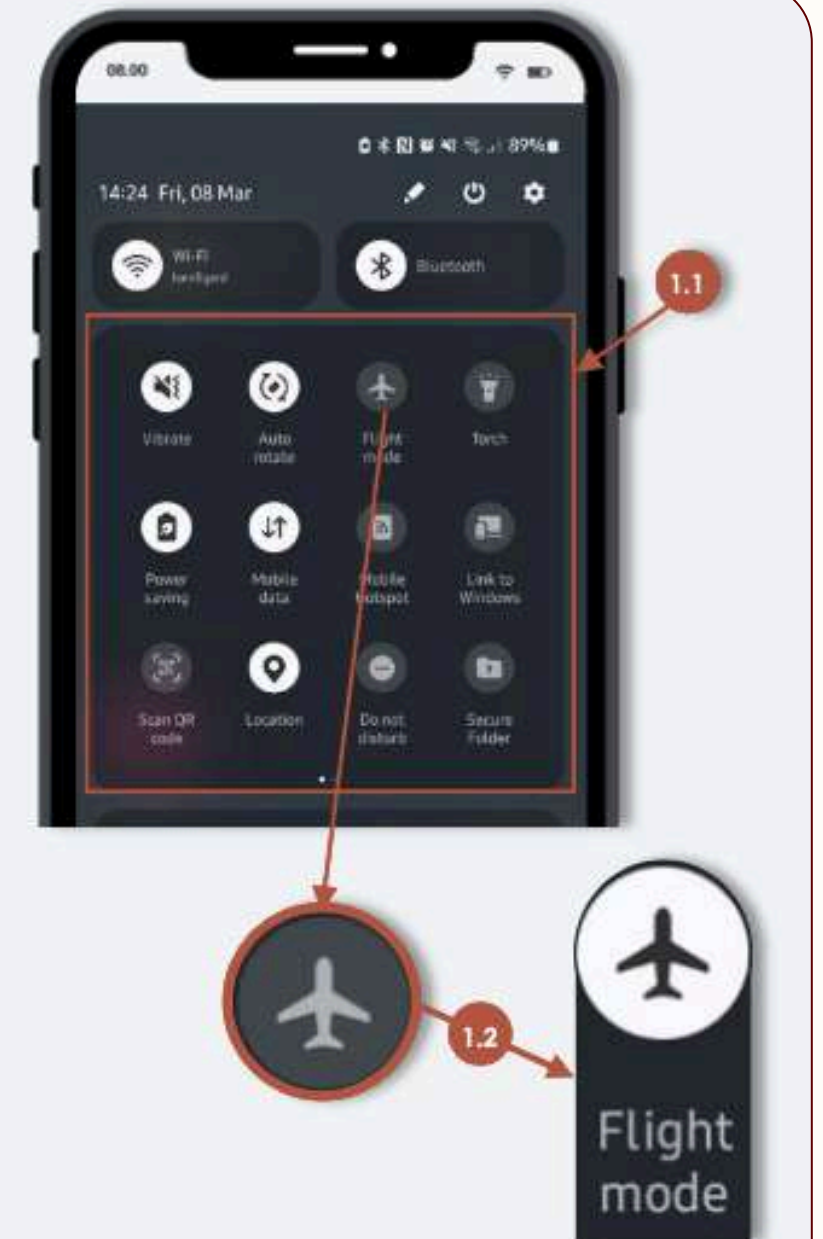 08.00
89%
14:24 Fri, 08 Mar
Wi-Fi
Bluetooth
1.1
Vibrate
Auto
rotate
Flight
mode
Torch
Power
saving
Mobile
data
Mobile
hotspot
Link to
Windows
Scan QR
code
Location
Do not
disturb
Secure
Folder
1.2
Flight
mode